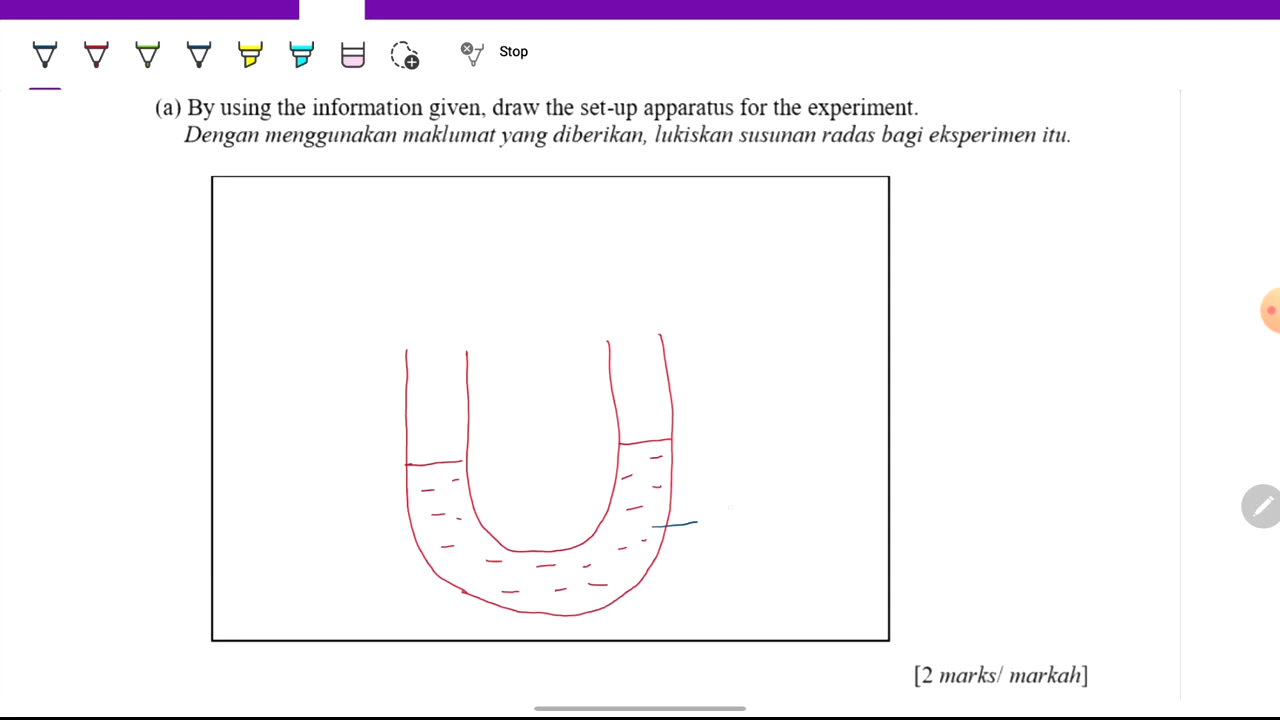 Stop
(a) By using the information given, draw the set-up apparatus for the experiment.
Dengan menggunakan maklumat yang diberikan, lukiskan susunan radas bagi eksperimen itu.
[2 marks/ markah]